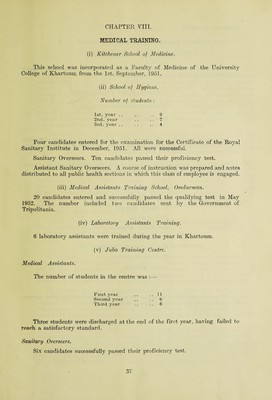 CHAPTER VIII.
MEDICAL TRAINING.
(i) Kitchener School of Medicine.
This school was incorporated as a Faculty of Medicine of the University
College of Khartoum, from the 1st. September, 1951.
(ii) School of Hygiene.
Number of students :
1st. year .. .. .. 9
2nd. year .. .. 7
3rd. year .. .. .. 4
Four candidates entered for the examination for the Certificate of the Royal
Sanitary Institute in December, 1951. All were successful.
Sanitary Overseers. Ten candidates passed their proficiency test.
Assistant Sanitary Overseers. A course of instruction was prepared and notes
distributed to all public health sections in which this class of employee is engaged.
(iii) Medical Assistants Training School, Omdurman.
20 candidates entered and successfully passed the qualifying test in May
1952. The number included two candidates sent by the Government of
Tripolitania.
(iv) Laboratory Assistants Training.
6 laboratory assistants were trained during the year in Khartoum.
(v) Juba Training Centre.
Medical Assistants.
The number of students in the centre was :—
First year .. .. 11
Second year .. .. 6
Third year .. .. 6
Three students were discharged at the end of the first year, having failed to
reach a satisfactory standard.
Sanitary Overseers.
Six candidates successfully passed their proficiency test.
37